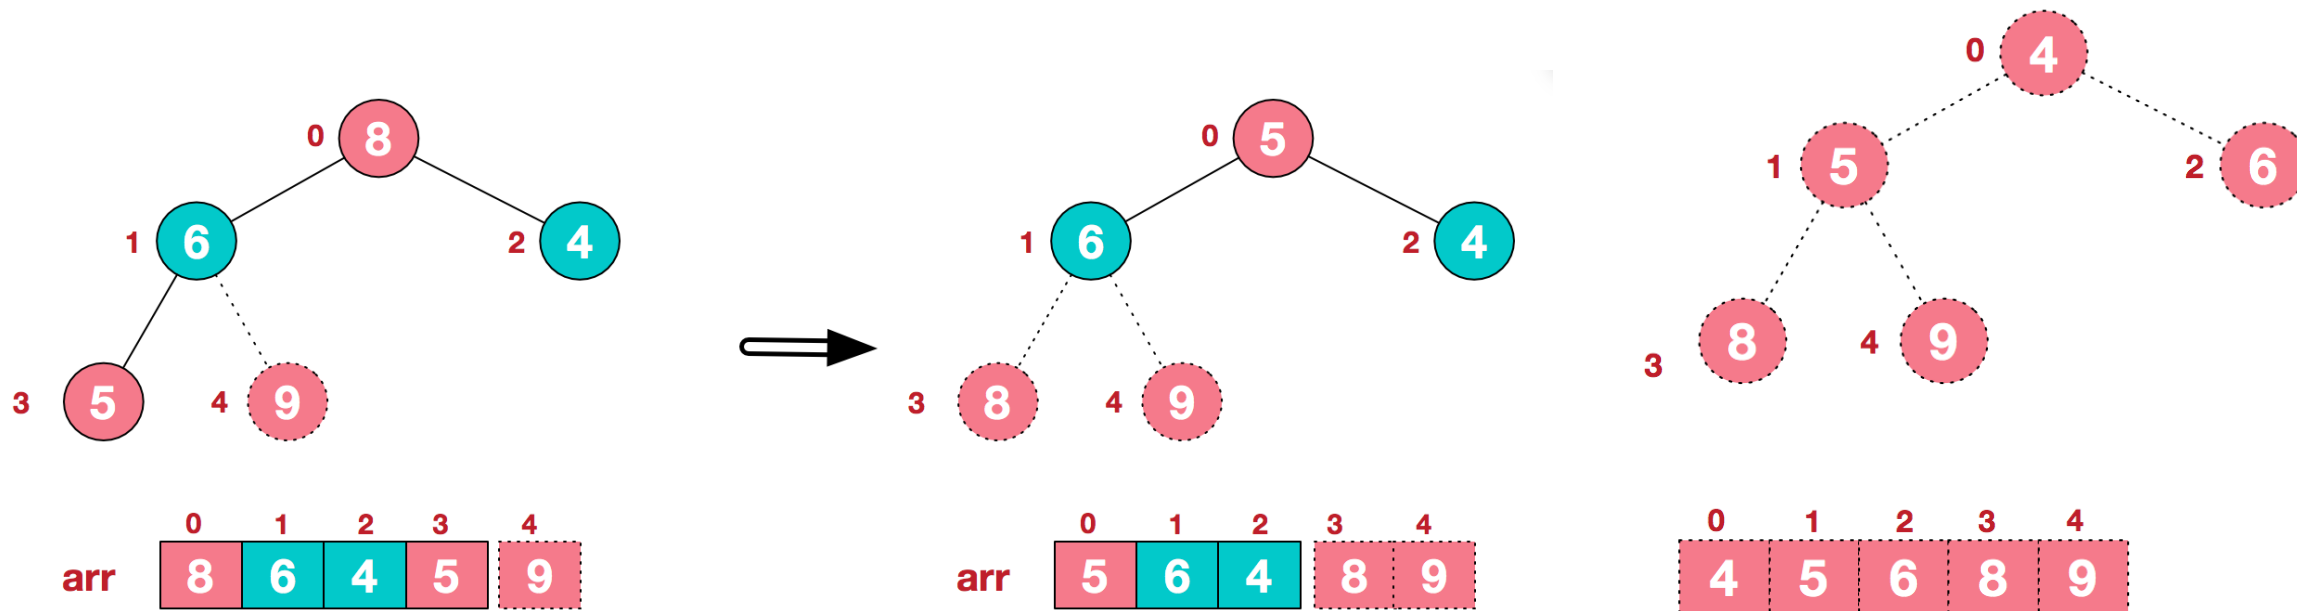 0 8
1 6 2 4
3 5 4 9
0 1 2 3 4
arr 8 6 4 5 9
0 5
1 6 2 4
3 8 4 9
0 1 2 3 4
arr 5 6 4 8 9
0 4
1 5 2 6
3 8 4 9
0 1 2 3 4
4 5 6 8 9